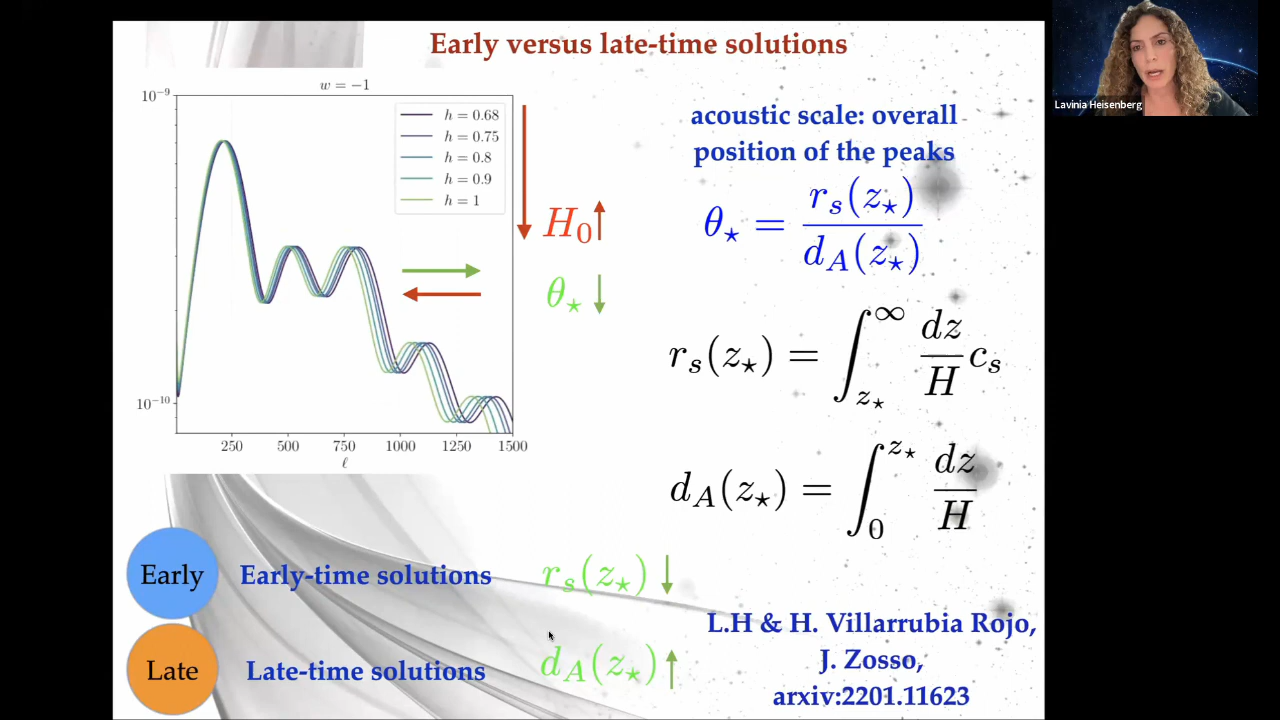 Early versus late-time solutions
Lavinia Heisenberg
w = −1
10⁻⁹
10⁻¹⁰
h = 0.68
h = 0.75
h = 0.8
h = 0.9
h = 1
250 500 750 1000 1250 1500
ℓ
H₀↑
θ⋆ ↓
acoustic scale: overall
position of the peaks
θ⋆ = r_s(z⋆) / d_A(z⋆)
r_s(z⋆) = ∫_{z⋆}^{∞} dz/H c_s
d_A(z⋆) = ∫_0^{z⋆} dz/H
Early Early-time solutions r_s(z⋆) ↓
Late Late-time solutions d_A(z⋆) ↑
L.H & H. Villarrubia Rojo,
J. Zosso,
arxiv:2201.11623